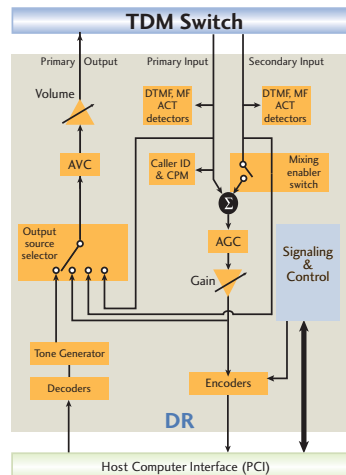 TDM Switch
Primary Output
Primary Input
Secondary Input
Volume
DTMF, MF
ACT
detectors
DTMF, MF
ACT
detectors
AVC
Caller ID
& CPM
Mixing
enabler
switch
Σ
Output
source
selector
AGC
Signaling
&
Control
Gain
Tone Generator
Decoders
Encoders
DR
Host Computer Interface (PCI)